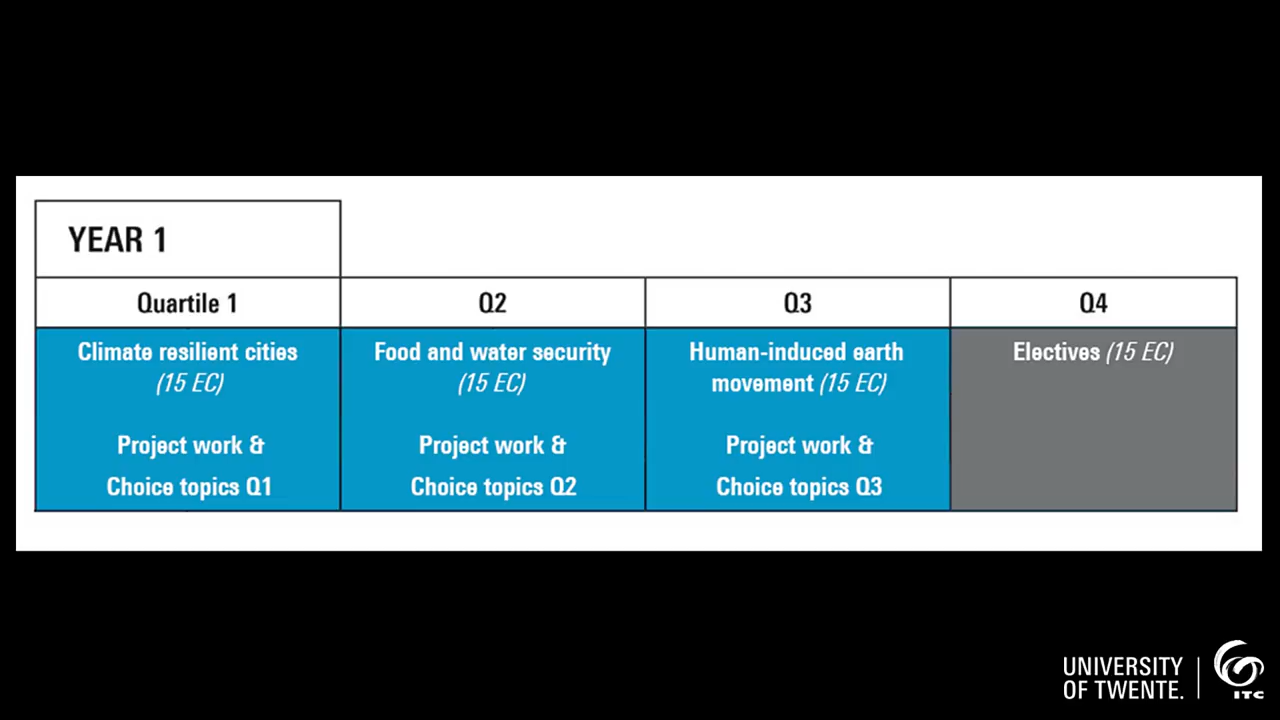 YEAR 1
Quartile 1
Q2
Q3
Q4
Climate resilient cities
(15 EC)
Project work &
Choice topics Q1
Food and water security
(15 EC)
Project work &
Choice topics Q2
Human-induced earth
movement (15 EC)
Project work &
Choice topics Q3
Electives (15 EC)
UNIVERSITY
OF TWENTE.
ITC